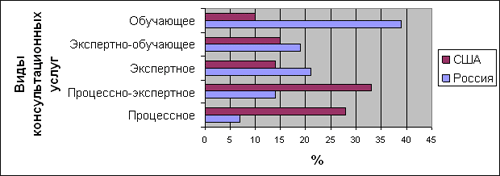 Виды
консультационных
услуг
Обучающее
Экспертно-обучающее
Экспертное
Процессно-экспертное
Процессное
0 5 10 15 20 25 30 35 40 45
%
США
Россия